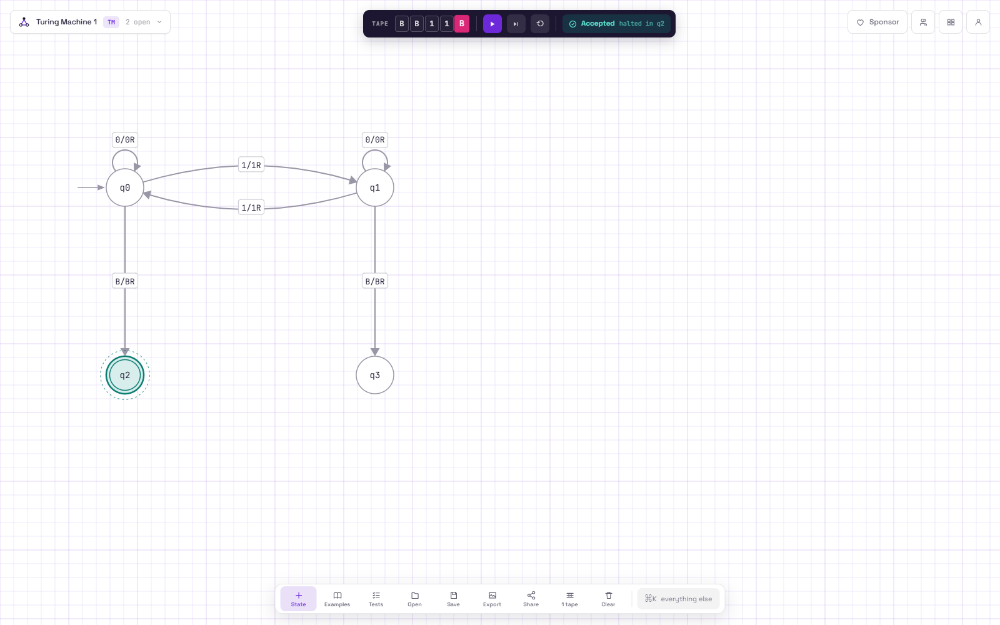 Turing Machine 1 TM 2 open
TAPE B B 1 1 B Accepted halted in q2
Sponsor
0/0R 0/0R
1/1R
q0 q1
1/1R
B/BR B/BR
q2 q3
State Examples Tests Open Save Export Share 1 tape Clear ⌘K everything else